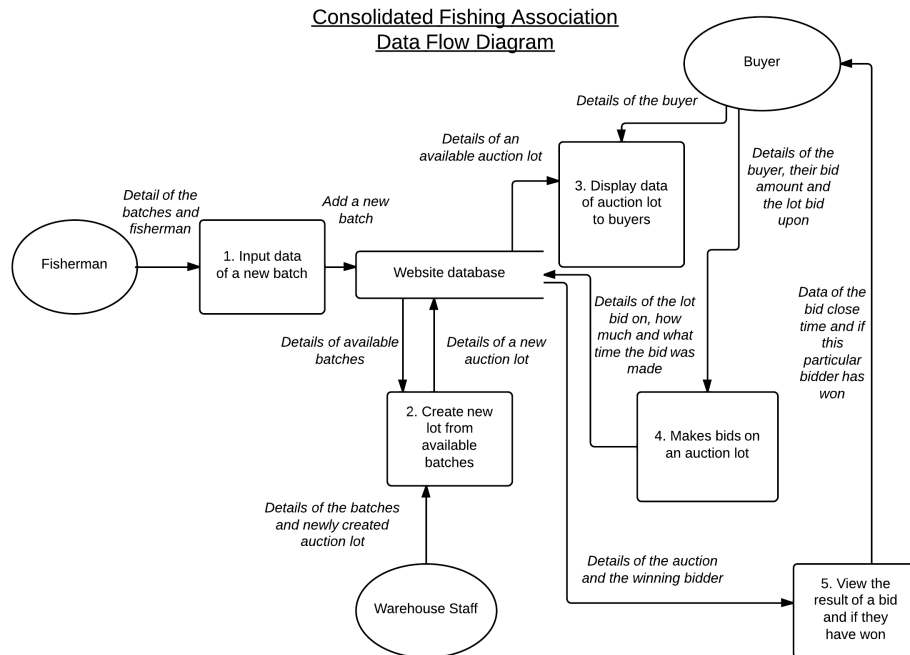 Consolidated Fishing Association
Data Flow Diagram
Buyer
Details of the buyer
Details of an
available auction lot
Details of the
buyer, their bid
amount and
the lot bid
upon
3. Display data
of auction lot
to buyers
Detail of the
batches and
fisherman
Add a new
batch
Fisherman
1. Input data
of a new batch
Website database
Details of the lot
bid on, how
much and what
time the bid was
made
Data of the
bid close
time and if
this
particular
bidder has
won
Details of available
batches
Details of a new
auction lot
2. Create new
lot from
available
batches
4. Makes bids on
an auction lot
Details of the batches
and newly created
auction lot
Details of the auction
and the winning bidder
Warehouse Staff
5. View the
result of a bid
and if they
have won